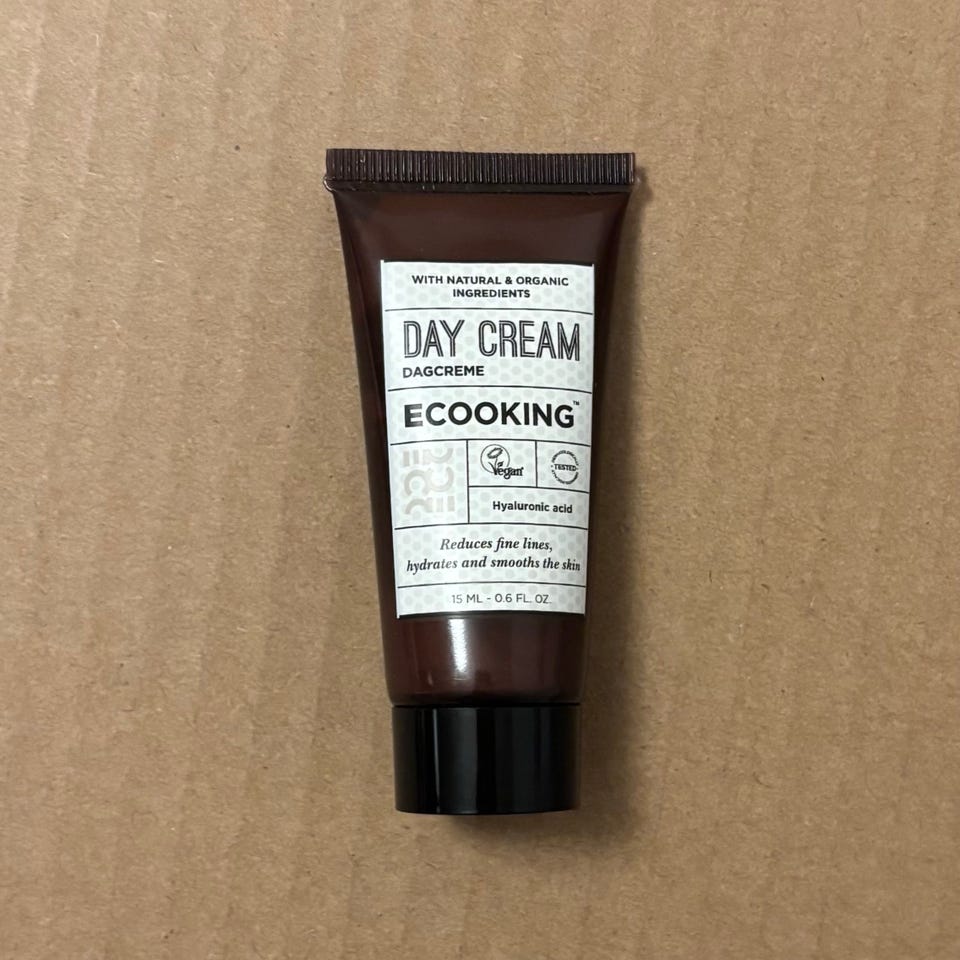 WITH NATURAL & ORGANIC
INGREDIENTS
DAY CREAM
DAGCREME
ECOOKING™
Vegan
TESTED
Hyaluronic acid
Reduces fine lines,
hydrates and smooths the skin
15 ML - 0.6 FL. OZ.